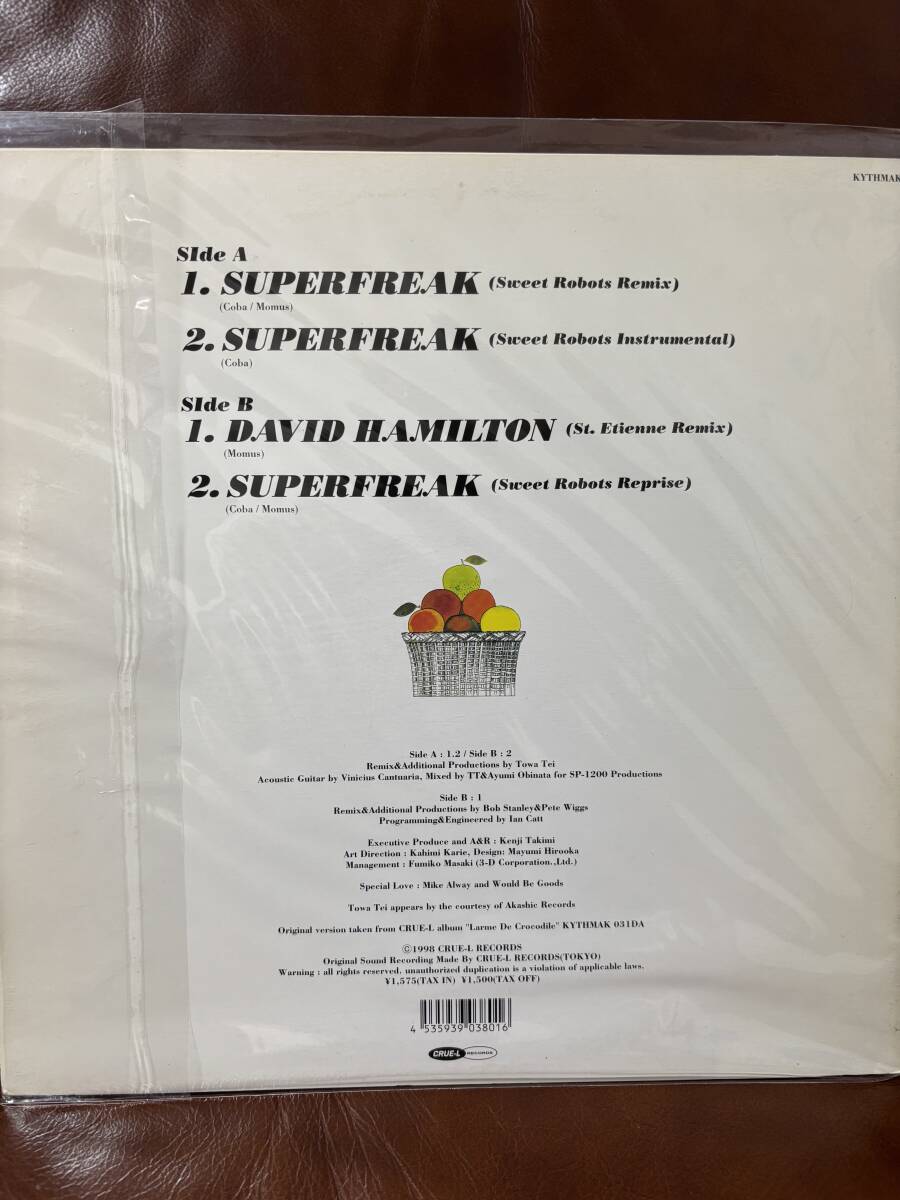 KYTHMAK
SIde A
1. SUPERFREAK (Sweet Robots Remix)
(Coba / Momus)
2. SUPERFREAK (Sweet Robots Instrumental)
(Coba)
SIde B
1. DAVID HAMILTON (St. Etienne Remix)
(Momus)
2. SUPERFREAK (Sweet Robots Reprise)
(Coba / Momus)
Side A : 1.2 / Side B : 2
Remix&Additional Productions by Towa Tei
Acoustic Guitar by Vinicius Cantuaria, Mixed by TT&Ayumi Obinata for SP-1200 Productions
Side B : 1
Remix&Additional Productions by Bob Stanley&Pete Wiggs
Programming&Engineered by Ian Catt
Executive Produce and A&R : Kenji Takimi
Art Direction : Kahimi Karie, Design: Mayumi Hirooka
Management : Fumiko Masaki (3-D Corporation.,Ltd.)
Special Love : Mike Alway and Would Be Goods
Towa Tei appears by the courtesy of Akashic Records
Original version taken from CRUE-L album "Larme De Crocodile" KYTHMAK 031DA
©1998 CRUE-L RECORDS
Original Sound Recording Made By CRUE-L RECORDS(TOKYO)
Warning : all rights reserved. unauthorized duplication is a violation of applicable laws.
¥1,575(TAX IN) ¥1,500(TAX OFF)
4 535939 038016
CRUE-L RECORDS